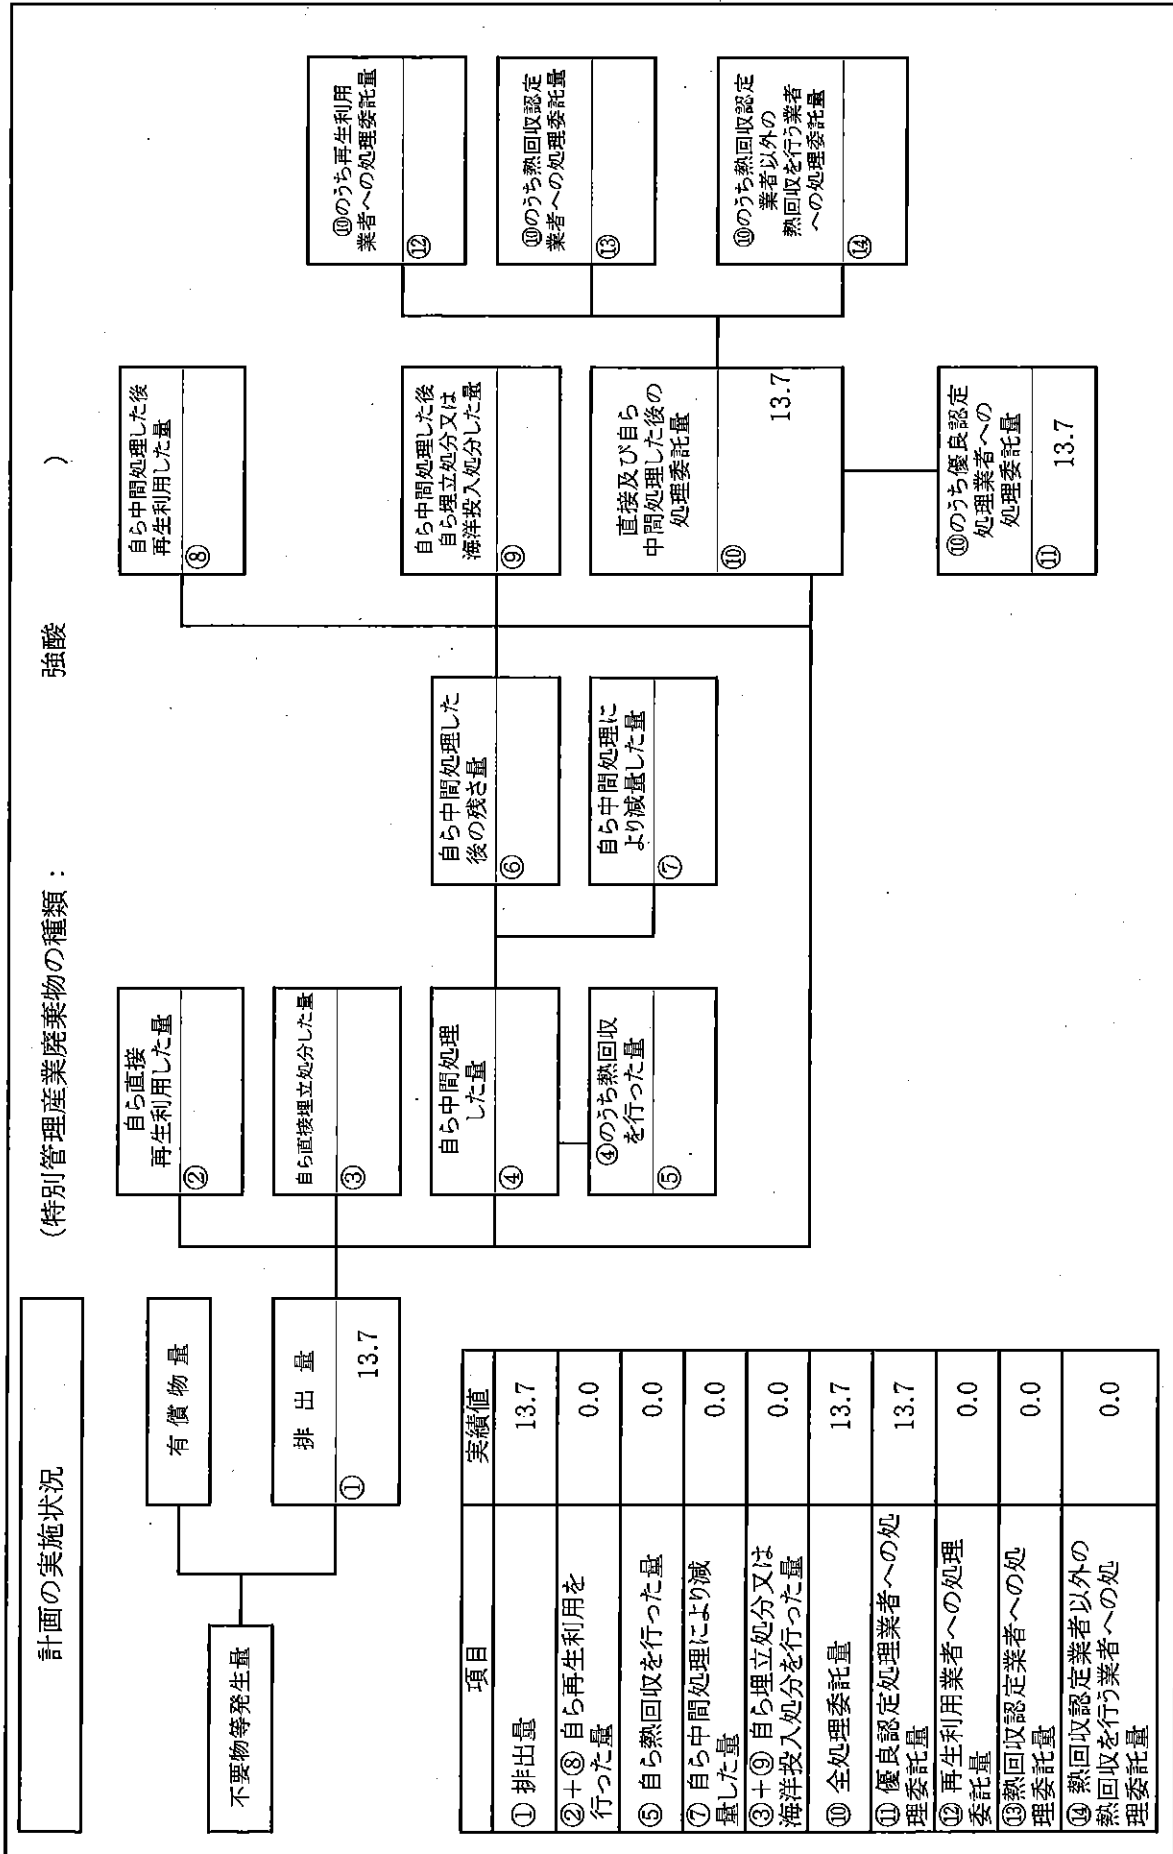 計画の実施状況
(特別管理産業廃棄物の種類：　強酸　)
不要物等発生量
有償物量
排出量
① 13.7
自ら直接
再生利用した量
②
自ら直接埋立処分した量
③
自ら中間処理
した量
④
④のうち熱回収
を行った量
⑤
自ら中間処理した
後の残さ量
⑥
自ら中間処理に
より減量した量
⑦
自ら中間処理した後
再生利用した量
⑧
自ら中間処理した後
自ら埋立処分又は
海洋投入処分した量
⑨
直接及び自ら
中間処理した後の
処理委託量
⑩ 13.7
⑩のうち優良認定
処理業者への
処理委託量
⑪ 13.7
⑩のうち再生利用
業者への処理委託量
⑫
⑩のうち熱回収認定
業者への処理委託量
⑬
⑩のうち熱回収認定
業者以外の
熱回収を行う業者
への処理委託量
⑭
項目 実績値
①排出量 13.7
②+⑧ 自ら再生利用を
行った量 0.0
⑤ 自ら熱回収を行った量 0.0
⑦ 自ら中間処理により減
量した量 0.0
③+⑨ 自ら埋立処分又は
海洋投入処分を行った量 0.0
⑩ 全処理委託量 13.7
⑪ 優良認定処理業者への処
理委託量 13.7
⑫ 再生利用業者への処理
委託量 0.0
⑬熱回収認定業者への処
理委託量 0.0
⑭ 熱回収認定業者以外の
熱回収を行う業者への処
理委託量 0.0